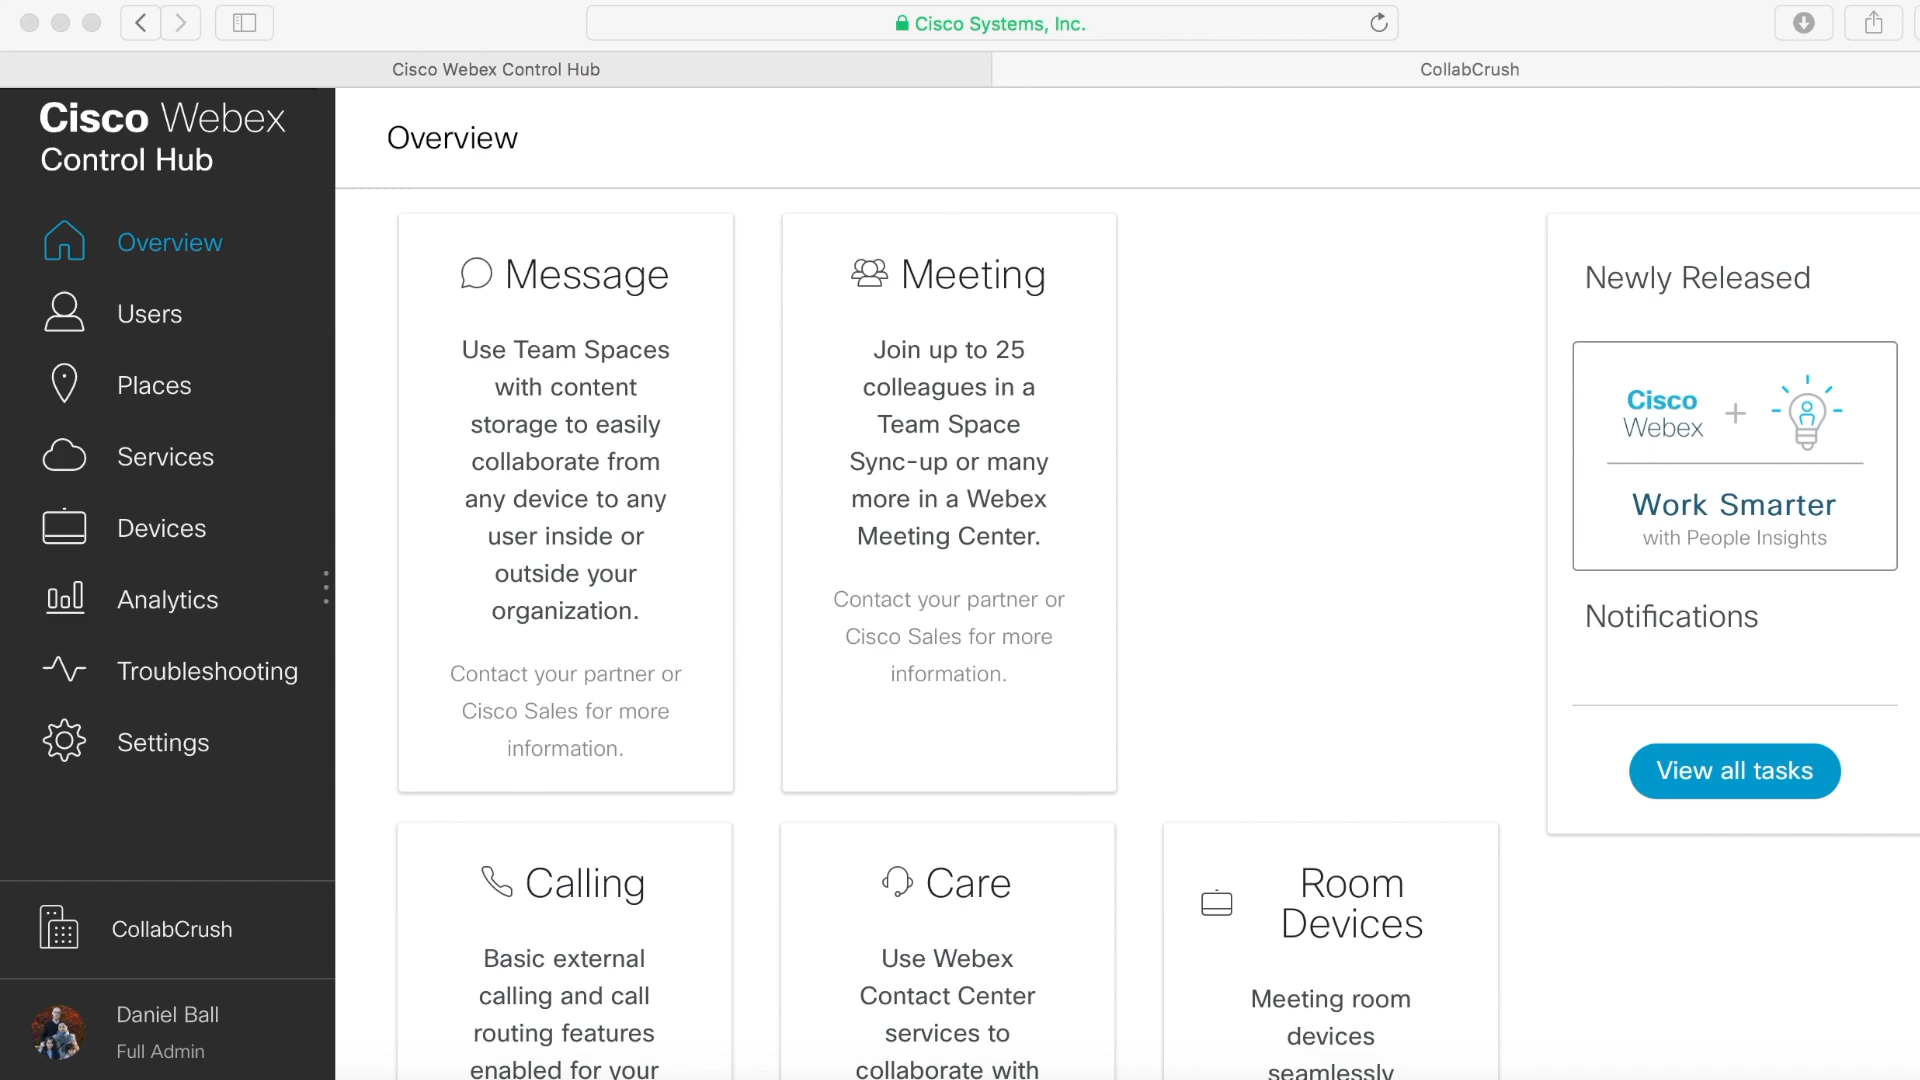 Cisco Systems, Inc.
Cisco Webex Control Hub
CollabCrush
Cisco Webex
Control Hub
Overview
Users
Places
Services
Devices
Analytics
Troubleshooting
Settings
CollabCrush
Daniel Ball
Full Admin
Overview
Message
Use Team Spaces
with content
storage to easily
collaborate from
any device to any
user inside or
outside your
organization.
Contact your partner or
Cisco Sales for more
information.
Meeting
Join up to 25
colleagues in a
Team Space
Sync-up or many
more in a Webex
Meeting Center.
Contact your partner or
Cisco Sales for more
information.
Calling
Basic external
calling and call
routing features
enabled for your
Care
Use Webex
Contact Center
services to
collaborate with
Room
Devices
Meeting room
devices
seamlessly
Newly Released
Cisco
Webex
+
Work Smarter
with People Insights
Notifications
View all tasks